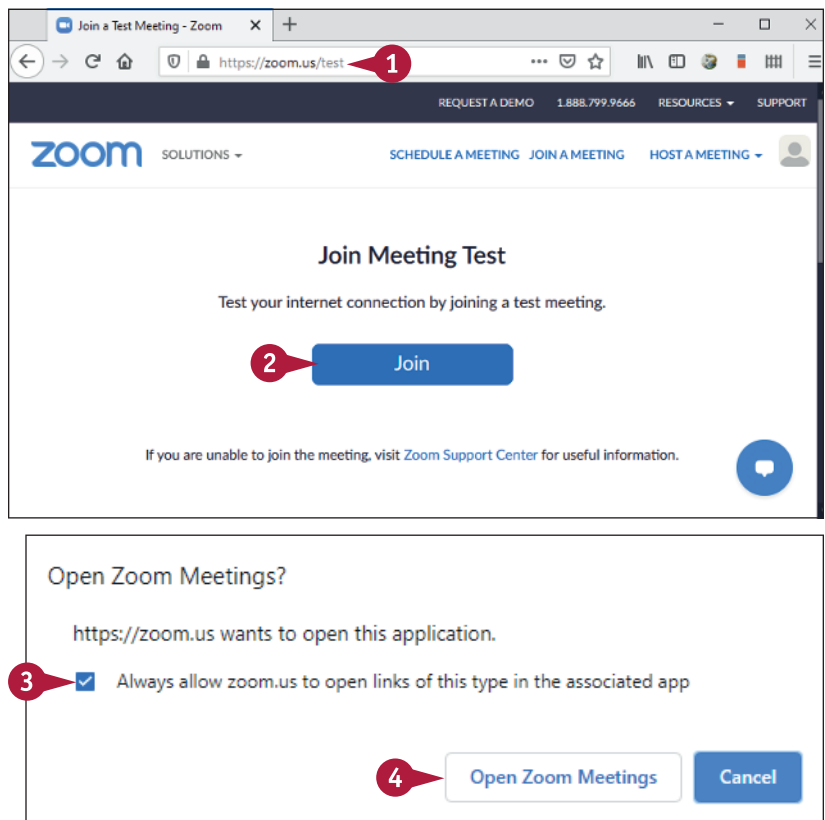 Join a Test Meeting - Zoom
https://zoom.us/test
1
REQUEST A DEMO 1.888.799.9666 RESOURCES SUPPORT
zoom SOLUTIONS SCHEDULE A MEETING JOIN A MEETING HOST A MEETING
Join Meeting Test
Test your internet connection by joining a test meeting.
2 Join
If you are unable to join the meeting, visit Zoom Support Center for useful information.
Open Zoom Meetings?
https://zoom.us wants to open this application.
3 Always allow zoom.us to open links of this type in the associated app
4 Open Zoom Meetings Cancel